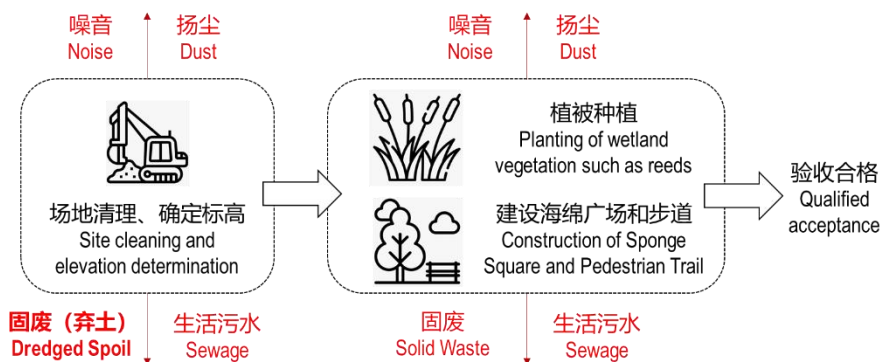 噪音
Noise
扬尘
Dust
噪音
Noise
扬尘
Dust
场地清理、确定标高
Site cleaning and
elevation determination
植被种植
Planting of wetland
vegetation such as reeds
建设海绵广场和步道
Construction of Sponge
Square and Pedestrian Trail
验收合格
Qualified
acceptance
固废（弃土）
Dredged Spoil
生活污水
Sewage
固废
Solid Waste
生活污水
Sewage